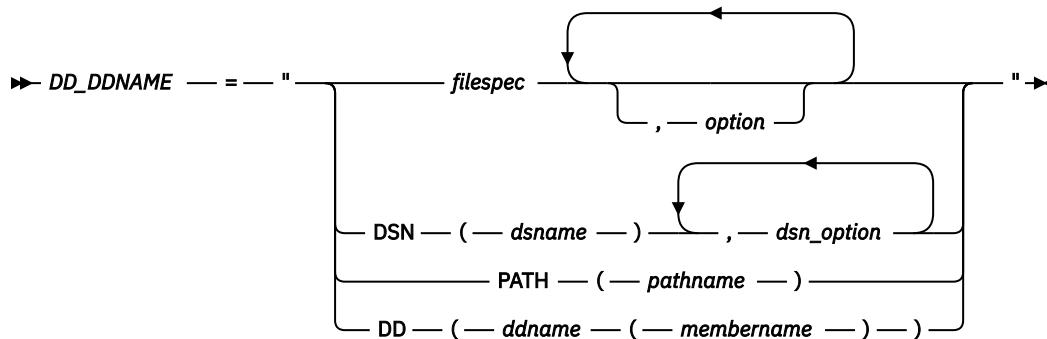 DD_DDNAME = " filespec "
, option
DSN ( dsname ) , dsn_option
PATH ( pathname )
DD ( ddname ( membername ) )